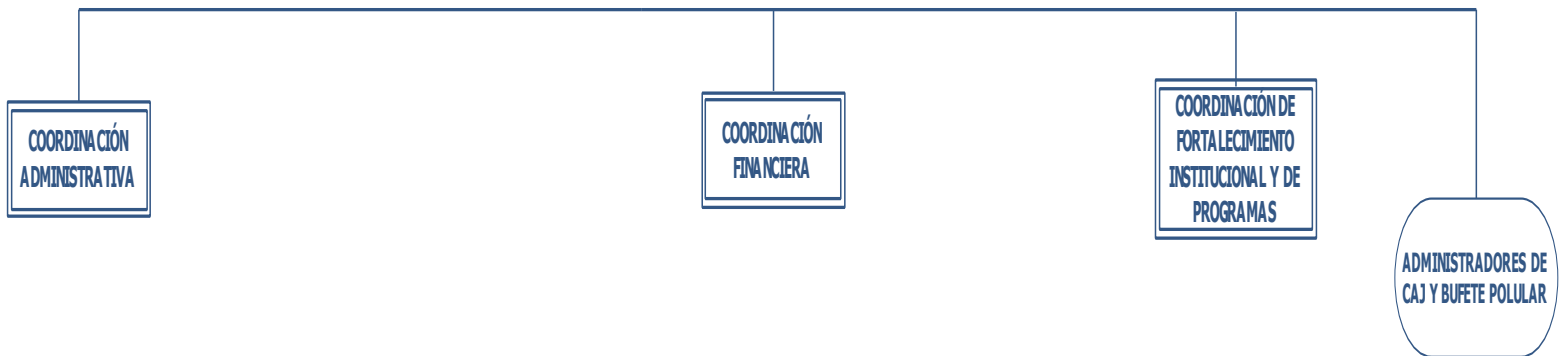 COORDINACIÓN
ADMINISTRATIVA
COORDINACIÓN
FINANCIERA
COORDINACIÓN DE
FORTALECIMIENTO
INSTITUCIONAL Y DE
PROGRAMAS
ADMINISTRADORES DE
CAJ Y BUFETE POLULAR